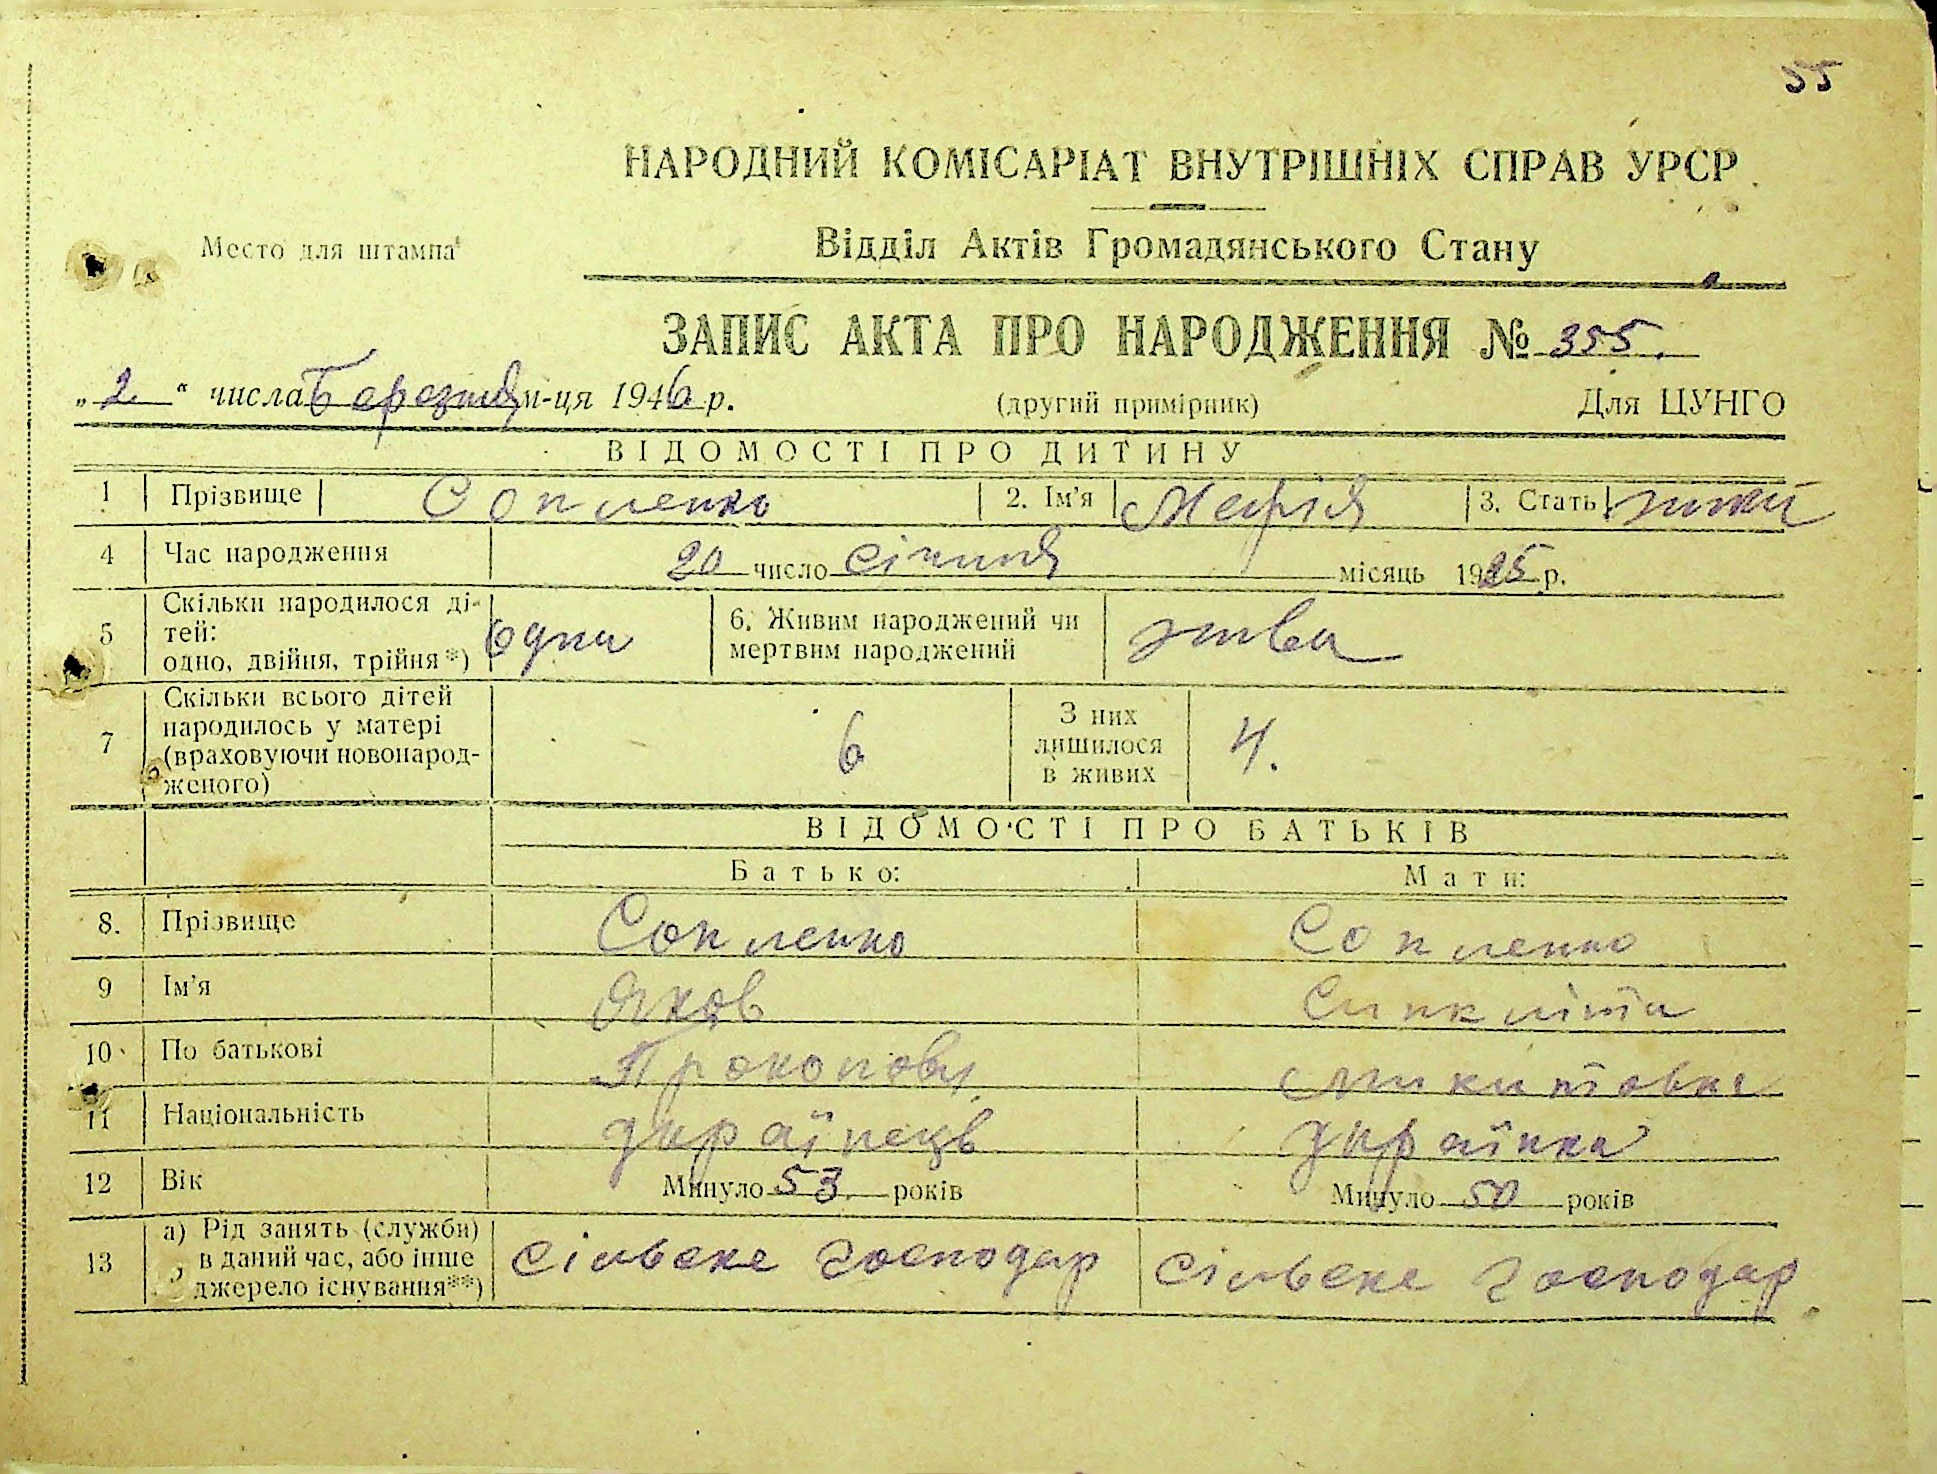 55
НАРОДНИЙ КОМІСАРІАТ ВНУТРІШНІХ СПРАВ УРСР
Место для штампа
Відділ Актів Громадянського Стану
ЗАПИС АКТА ПРО НАРОДЖЕННЯ № 355.
„2“ числа Березня м-ця 1946 р. (другий примірник) Для ЦУНГО
ВІДОМОСТІ ПРО ДИТИНУ
1 Прізвище Сопленко 2. Ім'я Марія 3. Стать
4 Час народження 20 число січня місяць 1925 р.
5 Скільки народилося дітей: одно, двійня, трійня*) одна 6. Живим народжений чи мертвим народжений жива
7 Скільки всього дітей народилось у матері (враховуючи новонародженого) 6 З них лишилося в живих 4.
ВІДОМОСТІ ПРО БАТЬКІВ
Батько: Мати:
8. Прізвище Сопленко Сопленко
9 Ім'я Яков Синклита
10 По батькові Прокопович Микитовна
11 Національність українець українка
12 Вік Минуло 53 років Минуло 50 років
13 а) Рід занять (служби) в даний час, або інше джерело існування**) сільске господар сільске господар